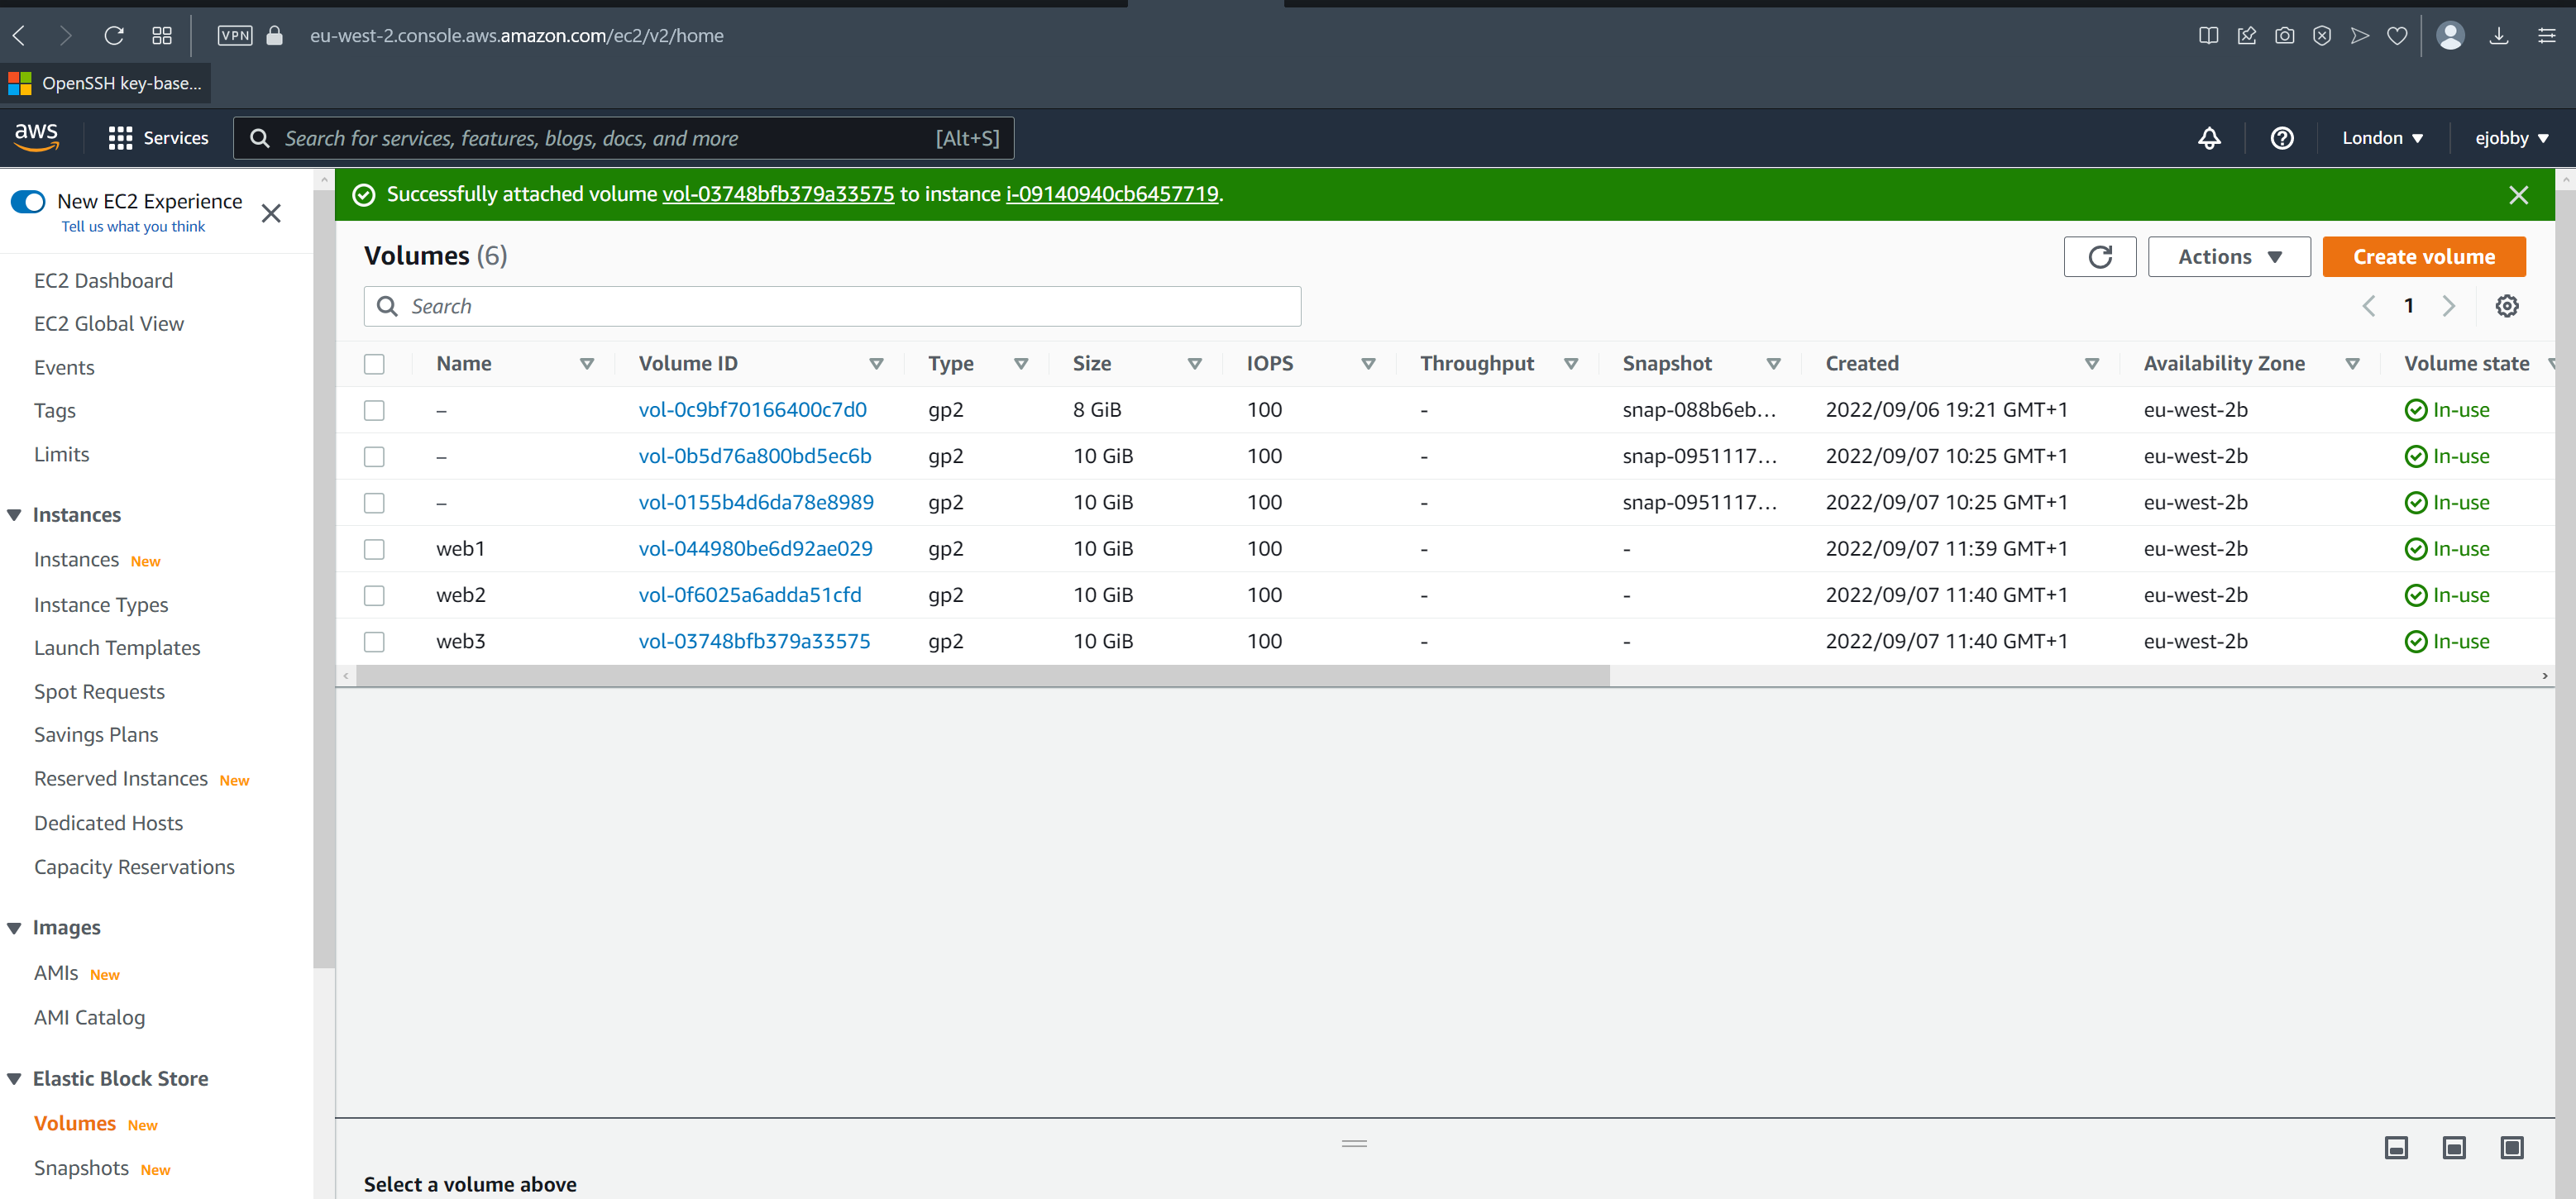 VPN eu-west-2.console.aws.amazon.com/ec2/v2/home
OpenSSH key-base...
aws Services Search for services, features, blogs, docs, and more [Alt+S] London ejobby
New EC2 Experience
Tell us what you think
EC2 Dashboard
EC2 Global View
Events
Tags
Limits
Instances
Instances New
Instance Types
Launch Templates
Spot Requests
Savings Plans
Reserved Instances New
Dedicated Hosts
Capacity Reservations
Images
AMIs New
AMI Catalog
Elastic Block Store
Volumes New
Snapshots New
Successfully attached volume vol-03748bfb379a33575 to instance i-09140940cb6457719.
Volumes (6) Actions Create volume
Search 1
Name Volume ID Type Size IOPS Throughput Snapshot Created Availability Zone Volume state
– vol-0c9bf70166400c7d0 gp2 8 GiB 100 - snap-088b6eb... 2022/09/06 19:21 GMT+1 eu-west-2b In-use
– vol-0b5d76a800bd5ec6b gp2 10 GiB 100 - snap-0951117... 2022/09/07 10:25 GMT+1 eu-west-2b In-use
– vol-0155b4d6da78e8989 gp2 10 GiB 100 - snap-0951117... 2022/09/07 10:25 GMT+1 eu-west-2b In-use
web1 vol-044980be6d92ae029 gp2 10 GiB 100 - - 2022/09/07 11:39 GMT+1 eu-west-2b In-use
web2 vol-0f6025a6adda51cfd gp2 10 GiB 100 - - 2022/09/07 11:40 GMT+1 eu-west-2b In-use
web3 vol-03748bfb379a33575 gp2 10 GiB 100 - - 2022/09/07 11:40 GMT+1 eu-west-2b In-use
Select a volume above